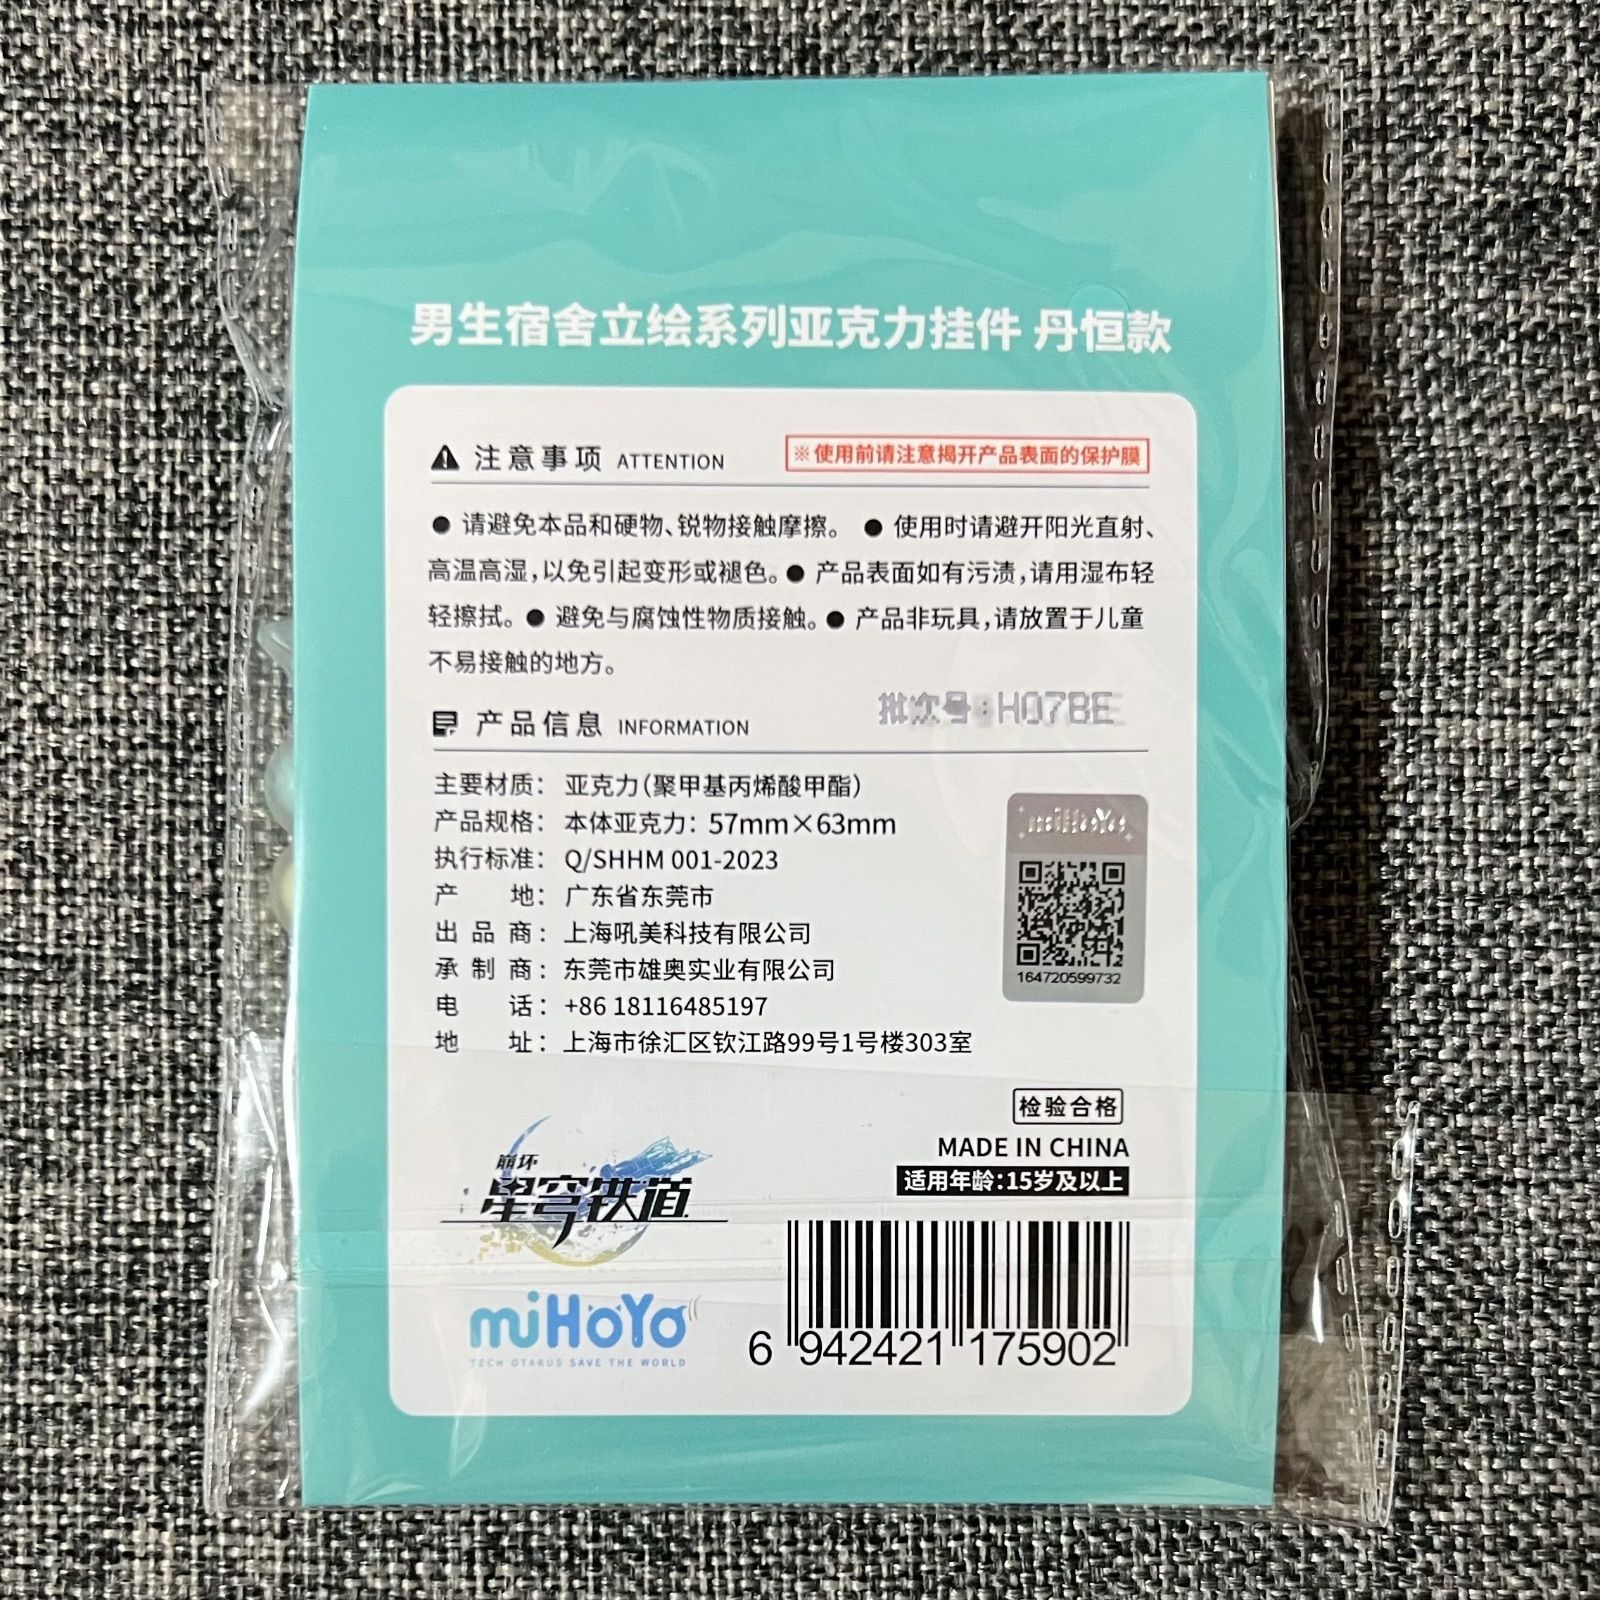 男生宿舍立绘系列亚克力挂件 丹恒款
注意事项 ATTENTION
※使用前请注意揭开产品表面的保护膜
● 请避免本品和硬物、锐物接触摩擦。 ● 使用时请避开阳光直射、
高温高湿,以免引起变形或褪色。● 产品表面如有污渍,请用湿布轻
轻擦拭。● 避免与腐蚀性物质接触。● 产品非玩具,请放置于儿童
不易接触的地方。
批次号:H07BE
产品信息 INFORMATION
主要材质: 亚克力(聚甲基丙烯酸甲酯)
产品规格: 本体亚克力: 57mm×63mm
执行标准: Q/SHHM 001-2023
产 地: 广东省东莞市
出品商: 上海吼美科技有限公司
承制商: 东莞市雄奥实业有限公司
电 话: +86 18116485197
地 址: 上海市徐汇区钦江路99号1号楼303室
miHoYo
164720599732
检验合格
MADE IN CHINA
适用年龄:15岁及以上
崩坏
星穹铁道
miHoYo
TECH OTAKUS SAVE THE WORLD
6 942421 175902